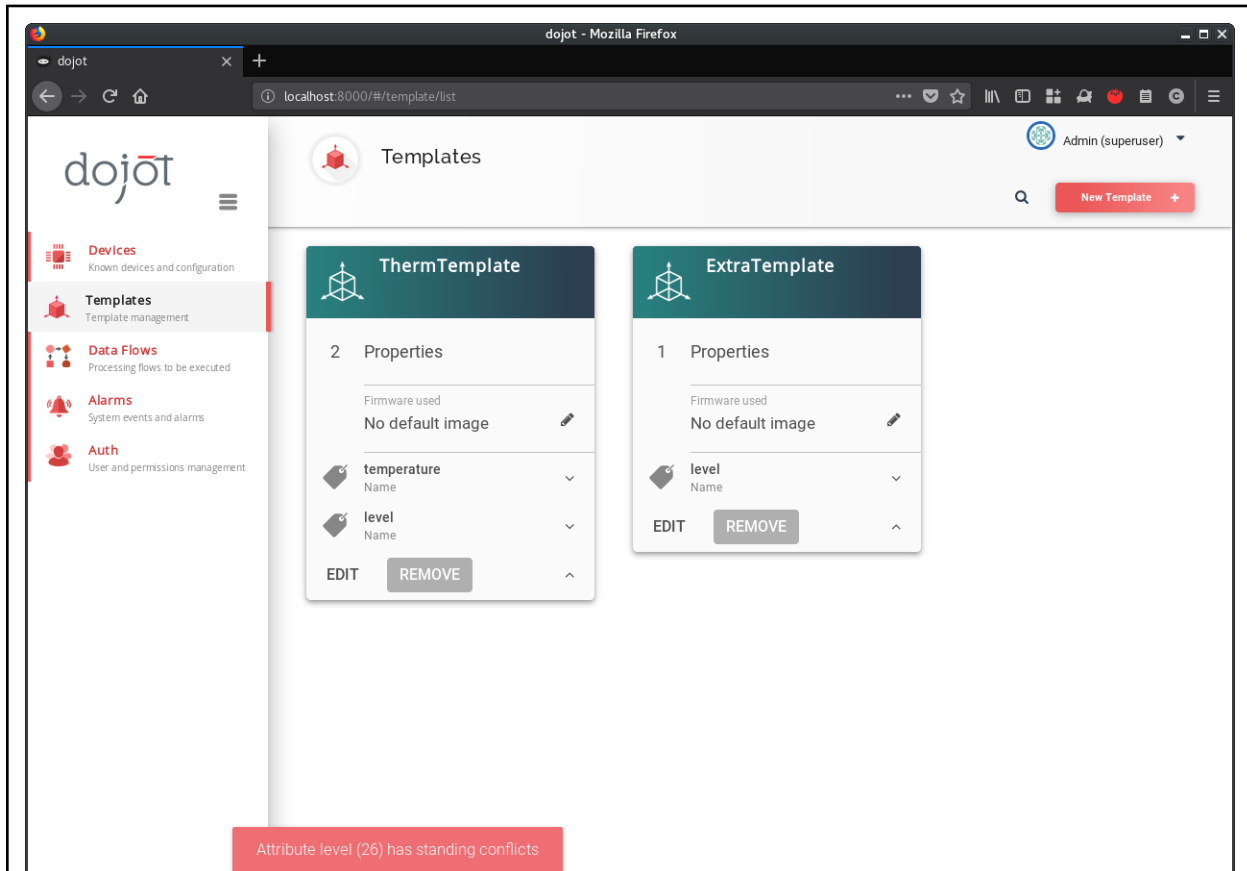 dojot - Mozilla Firefox
dojot
localhost:8000/#/template/list
dojot
Templates
Admin (superuser)
New Template +
Devices
Known devices and configuration
Templates
Template management
Data Flows
Processing flows to be executed
Alarms
System events and alarms
Auth
User and permissions management
ThermTemplate
2 Properties
Firmware used
No default image
temperature
Name
level
Name
EDIT REMOVE
ExtraTemplate
1 Properties
Firmware used
No default image
level
Name
EDIT REMOVE
Attribute level (26) has standing conflicts